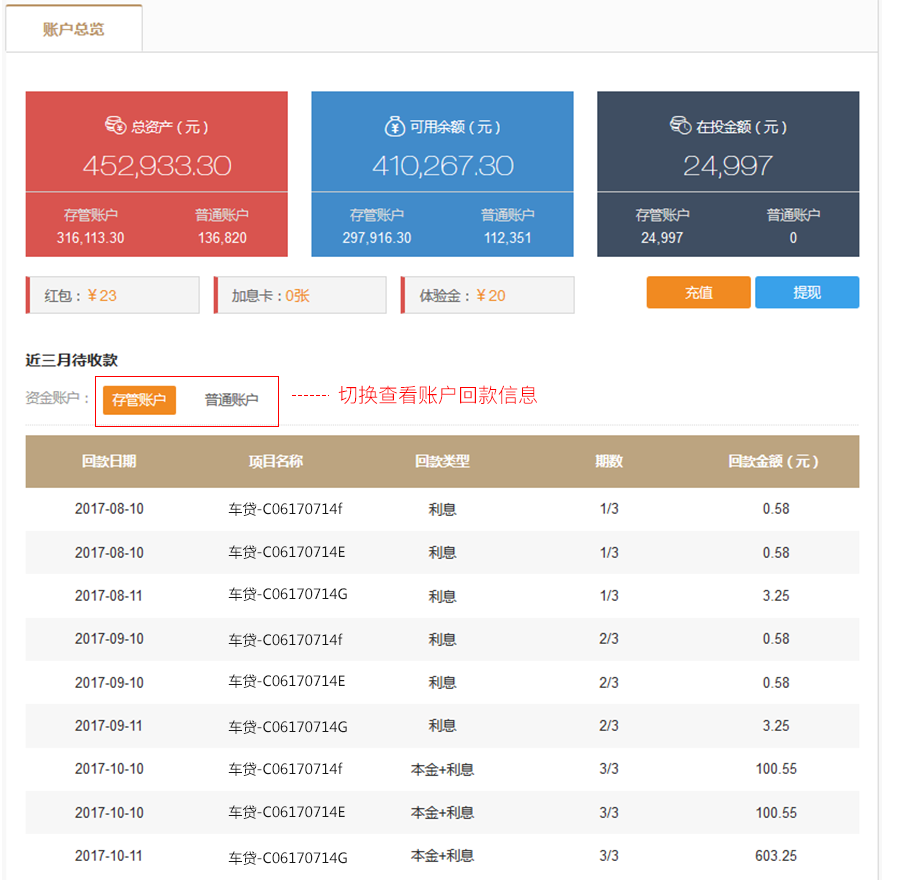 账户总览
总资产（元） 可用余额（元） 在投金额（元）
452,933.30 410,267.30 24,997
存管账户 普通账户 存管账户 普通账户 存管账户 普通账户
316,113.30 136,820 297,916.30 112,351 24,997 0
红包：￥23 加息卡：0张 体验金：￥20 充值 提现
近三月待收款
资金账户： 存管账户 普通账户 切换查看账户回款信息
回款日期 项目名称 回款类型 期数 回款金额（元）
2017-08-10 车贷-C06170714f 利息 1/3 0.58
2017-08-10 车贷-C06170714E 利息 1/3 0.58
2017-08-11 车贷-C06170714G 利息 1/3 3.25
2017-09-10 车贷-C06170714f 利息 2/3 0.58
2017-09-10 车贷-C06170714E 利息 2/3 0.58
2017-09-11 车贷-C06170714G 利息 2/3 3.25
2017-10-10 车贷-C06170714f 本金+利息 3/3 100.55
2017-10-10 车贷-C06170714E 本金+利息 3/3 100.55
2017-10-11 车贷-C06170714G 本金+利息 3/3 603.25